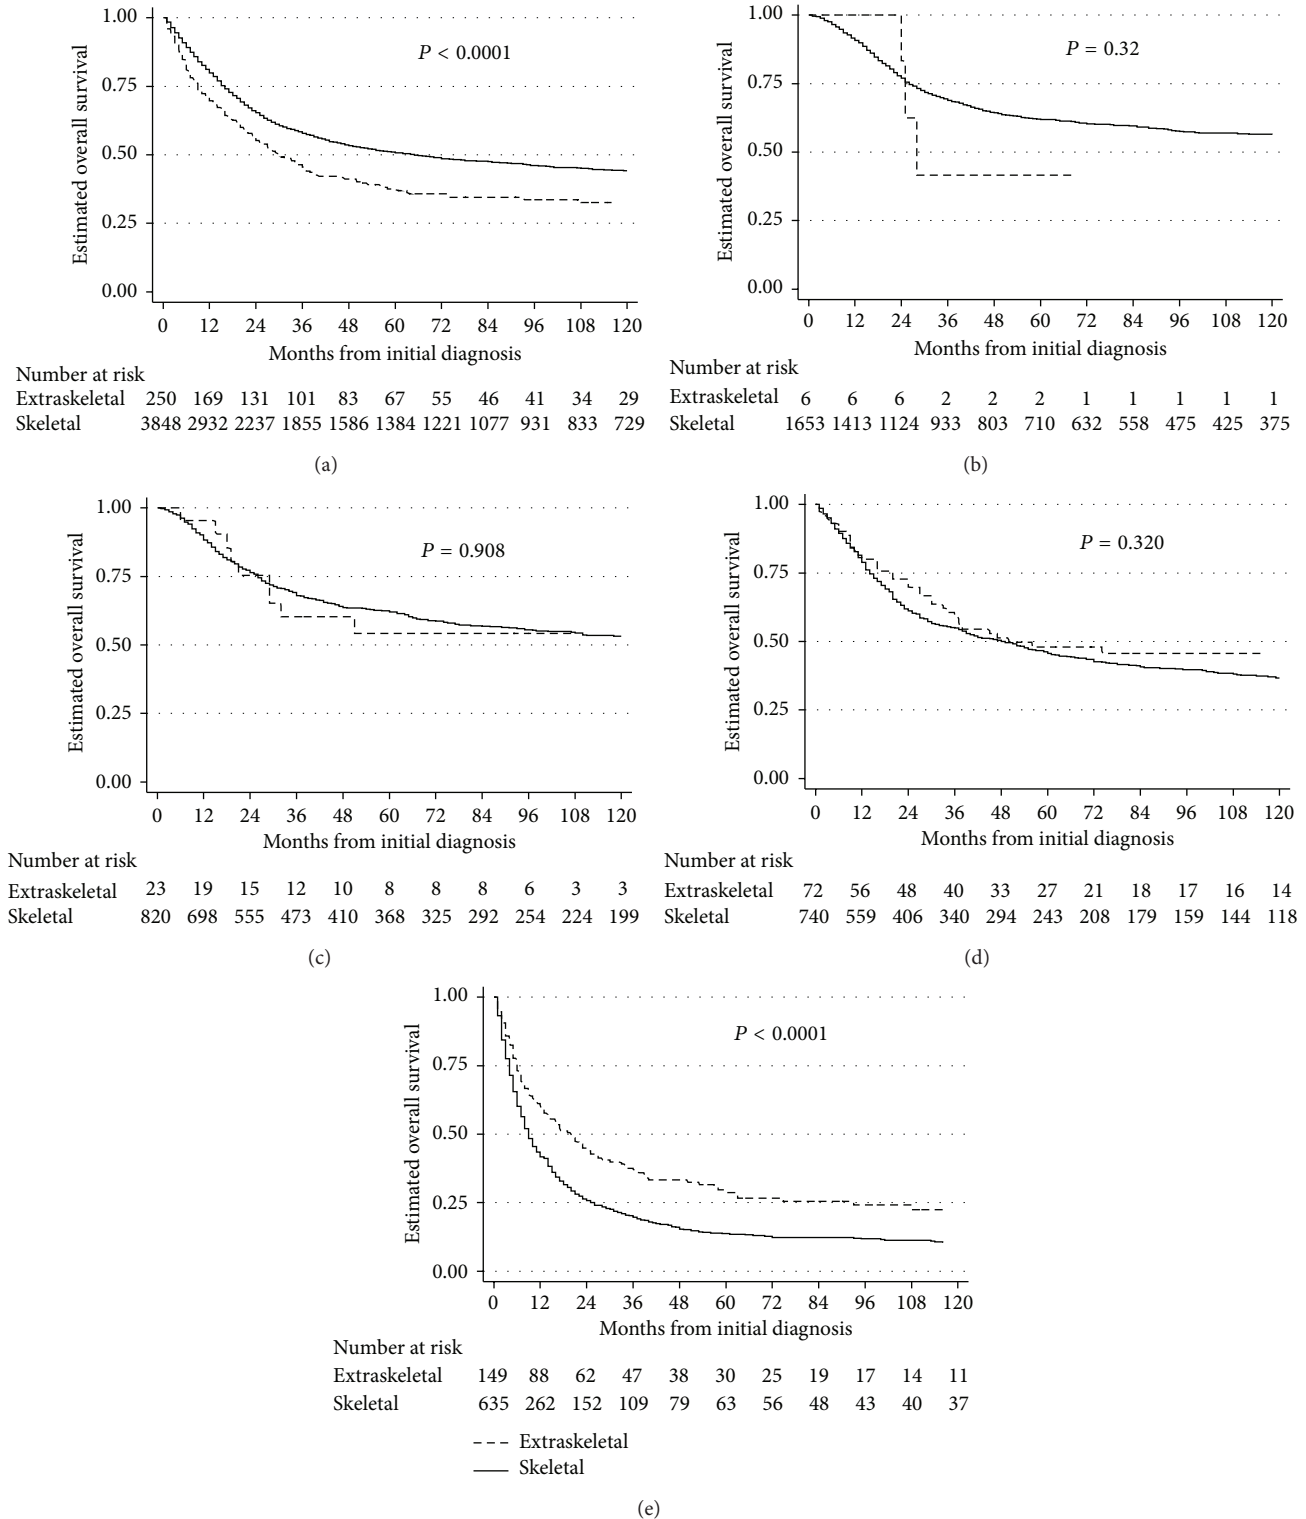 1.00
0.75
0.50
0.25
0.00
Estimated overall survival
P < 0.0001
0 12 24 36 48 60 72 84 96 108 120
Months from initial diagnosis
Number at risk
Extraskeletal 250 169 131 101 83 67 55 46 41 34 29
Skeletal 3848 2932 2237 1855 1586 1384 1221 1077 931 833 729
(a)
1.00
0.75
0.50
0.25
0.00
Estimated overall survival
P = 0.32
0 12 24 36 48 60 72 84 96 108 120
Months from initial diagnosis
Number at risk
Extraskeletal 6 6 6 2 2 2 1 1 1 1 1
Skeletal 1653 1413 1124 933 803 710 632 558 475 425 375
(b)
1.00
0.75
0.50
0.25
0.00
Estimated overall survival
P = 0.908
0 12 24 36 48 60 72 84 96 108 120
Months from initial diagnosis
Number at risk
Extraskeletal 23 19 15 12 10 8 8 8 6 3 3
Skeletal 820 698 555 473 410 368 325 292 254 224 199
(c)
1.00
0.75
0.50
0.25
0.00
Estimated overall survival
P = 0.320
0 12 24 36 48 60 72 84 96 108 120
Months from initial diagnosis
Number at risk
Extraskeletal 72 56 48 40 33 27 21 18 17 16 14
Skeletal 740 559 406 340 294 243 208 179 159 144 118
(d)
1.00
0.75
0.50
0.25
0.00
Estimated overall survival
P < 0.0001
0 12 24 36 48 60 72 84 96 108 120
Months from initial diagnosis
Number at risk
Extraskeletal 149 88 62 47 38 30 25 19 17 14 11
Skeletal 635 262 152 109 79 63 56 48 43 40 37
Extraskeletal
Skeletal
(e)